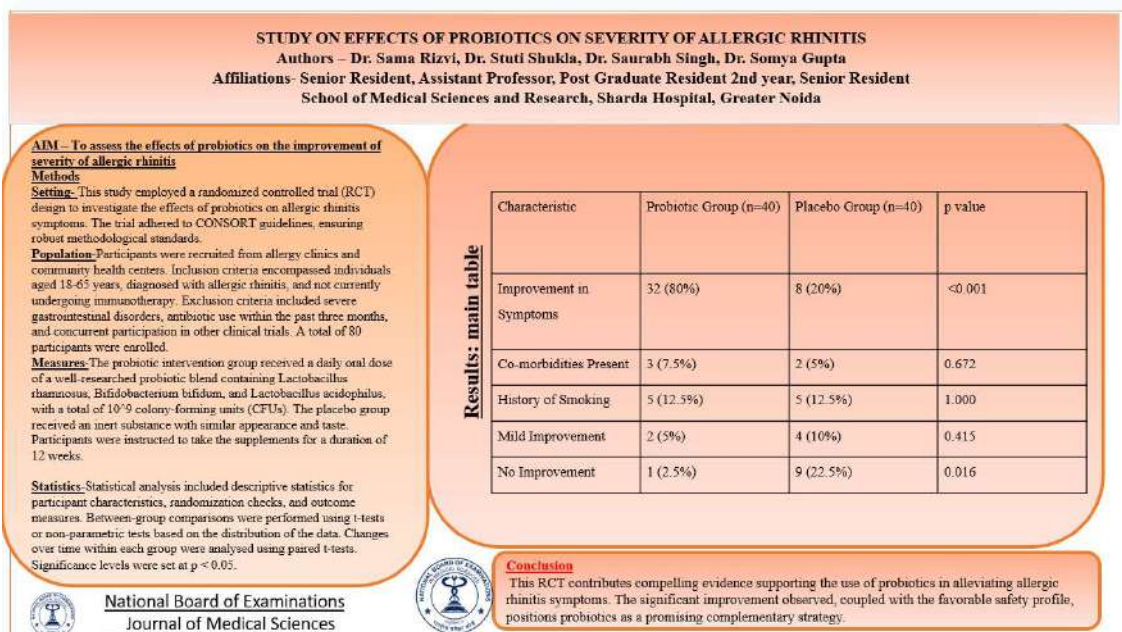 STUDY ON EFFECTS OF PROBIOTICS ON SEVERITY OF ALLERGIC RHINITIS
Authors – Dr. Sama Rizvi, Dr. Stuti Shukla, Dr. Saurabh Singh, Dr. Somya Gupta
Affiliations- Senior Resident, Assistant Professor, Post Graduate Resident 2nd year, Senior Resident
School of Medical Sciences and Research, Sharda Hospital, Greater Noida
AIM – To assess the effects of probiotics on the improvement of
severity of allergic rhinitis
Methods
Setting- This study employed a randomized controlled trial (RCT)
design to investigate the effects of probiotics on allergic rhinitis
symptoms. The trial adhered to CONSORT guidelines, ensuring
robust methodological standards.
Population-Participants were recruited from allergy clinics and
community health centers. Inclusion criteria encompassed individuals
aged 18-65 years, diagnosed with allergic rhinitis, and not currently
undergoing immunotherapy. Exclusion criteria included severe
gastrointestinal disorders, antibiotic use within the past three months,
and concurrent participation in other clinical trials. A total of 80
participants were enrolled.
Measures-The probiotic intervention group received a daily oral dose
of a well-researched probiotic blend containing Lactobacillus
rhamnosus, Bifidobacterium bifidum, and Lactobacillus acidophilus,
with a total of 10^9 colony-forming units (CFUs). The placebo group
received an inert substance with similar appearance and taste.
Participants were instructed to take the supplements for a duration of
12 weeks.
Statistics-Statistical analysis included descriptive statistics for
participant characteristics, randomization checks, and outcome
measures. Between-group comparisons were performed using t-tests
or non-parametric tests based on the distribution of the data. Changes
over time within each group were analysed using paired t-tests.
Significance levels were set at p < 0.05.
National Board of Examinations
Journal of Medical Sciences
Results: main table
Characteristic Probiotic Group (n=40) Placebo Group (n=40) p value
Improvement in 32 (80%) 8 (20%) <0.001
Symptoms
Co-morbidities Present 3 (7.5%) 2 (5%) 0.672
History of Smoking 5 (12.5%) 5 (12.5%) 1.000
Mild Improvement 2 (5%) 4 (10%) 0.415
No Improvement 1 (2.5%) 9 (22.5%) 0.016
Conclusion
This RCT contributes compelling evidence supporting the use of probiotics in alleviating allergic
rhinitis symptoms. The significant improvement observed, coupled with the favorable safety profile,
positions probiotics as a promising complementary strategy.